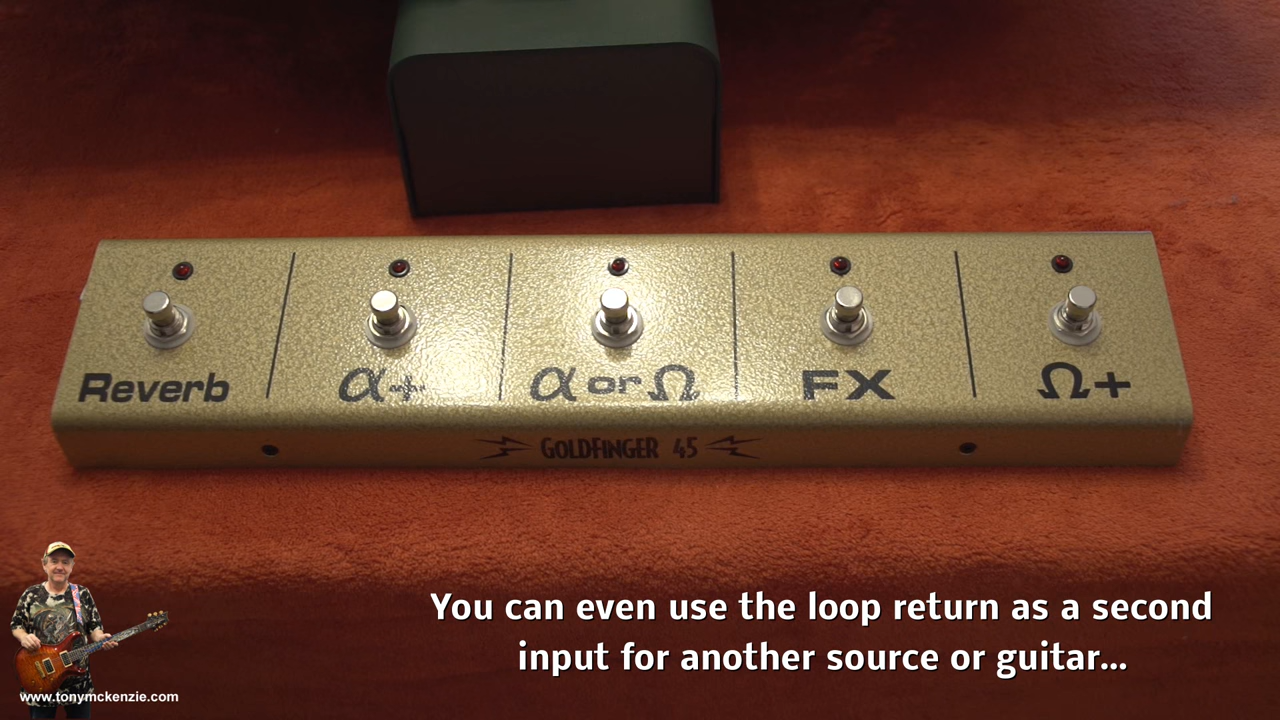 Reverb
α+
α or Ω
FX
Ω+
GOLDFINGER 45
You can even use the loop return as a second
input for another source or guitar...
www.tonymckenzie.com